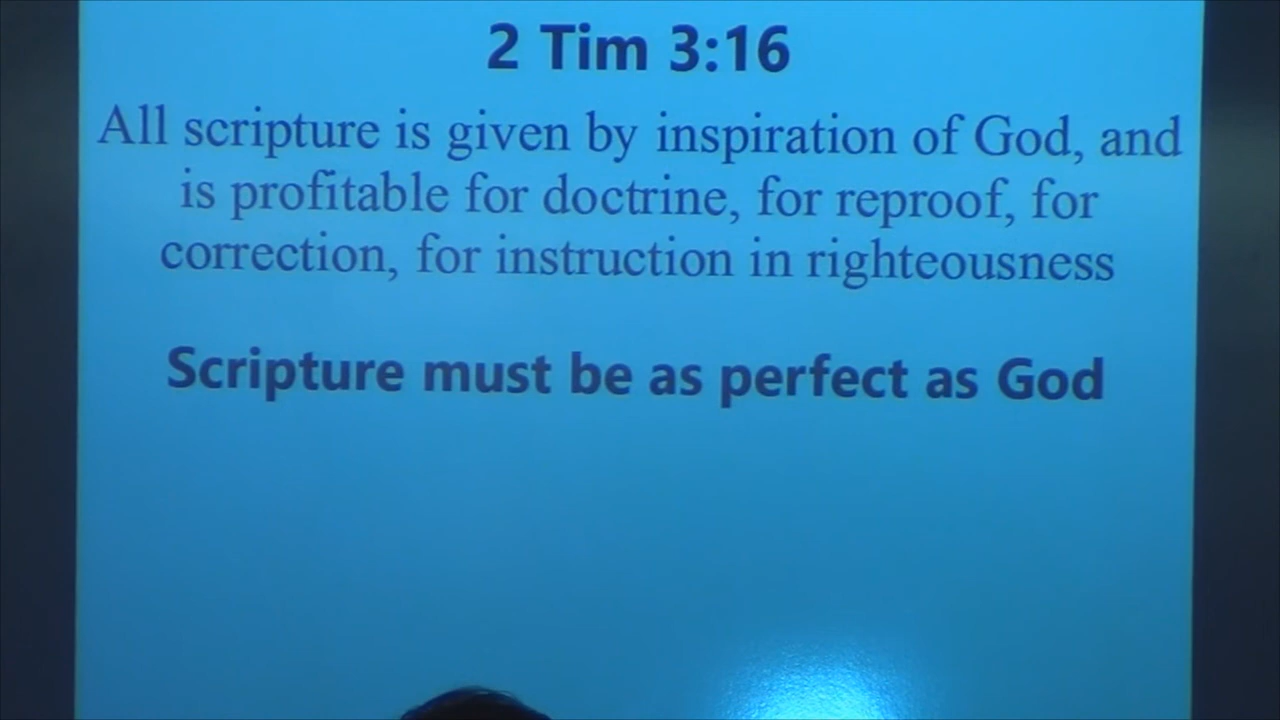 2 Tim 3:16
All scripture is given by inspiration of God, and
is profitable for doctrine, for reproof, for
correction, for instruction in righteousness
Scripture must be as perfect as God